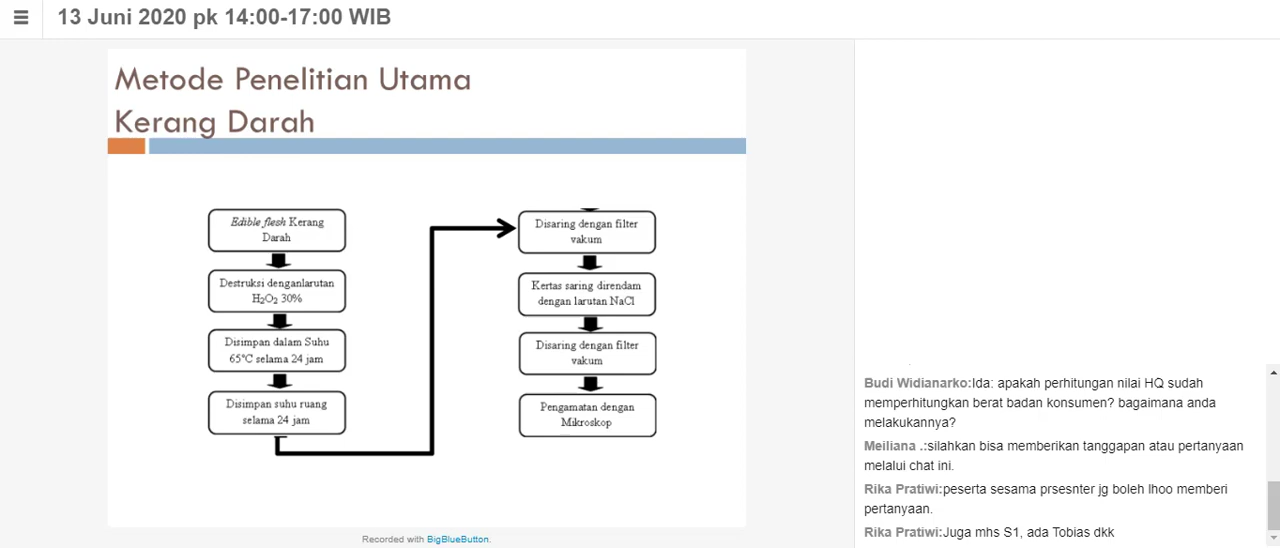 13 Juni 2020 pk 14:00-17:00 WIB
Metode Penelitian Utama
Kerang Darah
Edible flesh Kerang
Darah
Destruksi denganlarutan
H₂O₂ 30%
Disimpan dalam Suhu
65°C selama 24 jam
Disimpan suhu ruang
selama 24 jam
Disaring dengan filter
vakum
Kertas saring direndam
dengan larutan NaCl
Disaring dengan filter
vakum
Pengamatan dengan
Mikroskop
Recorded with BigBlueButton.
Budi Widianarko:Ida: apakah perhitungan nilai HQ sudah
memperhitungkan berat badan konsumen? bagaimana anda
melakukannya?
Meiliana .:silahkan bisa memberikan tanggapan atau pertanyaan
melalui chat ini.
Rika Pratiwi:peserta sesama prsesnter jg boleh lhoo memberi
pertanyaan.
Rika Pratiwi:Juga mhs S1, ada Tobias dkk